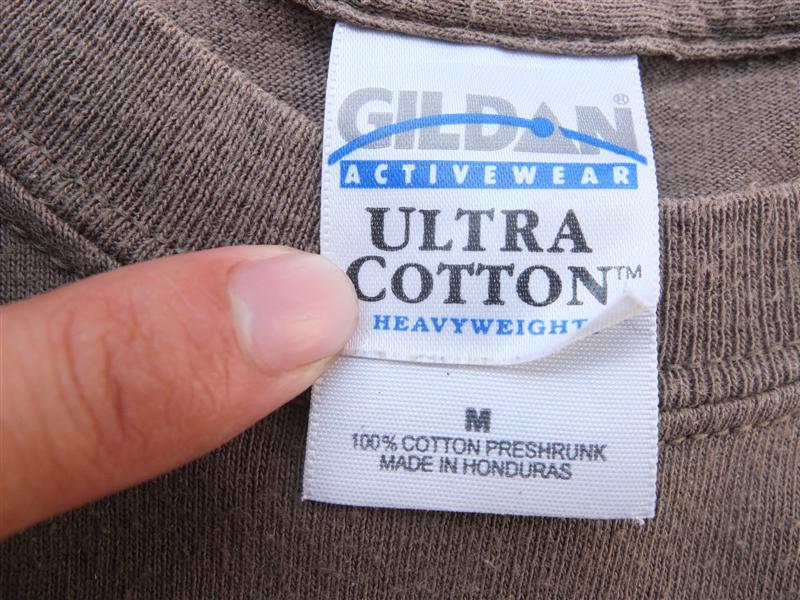 GILDAN®
ACTIVEWEAR
ULTRA
COTTON™
HEAVYWEIGHT
M
100% COTTON PRESHRUNK
MADE IN HONDURAS